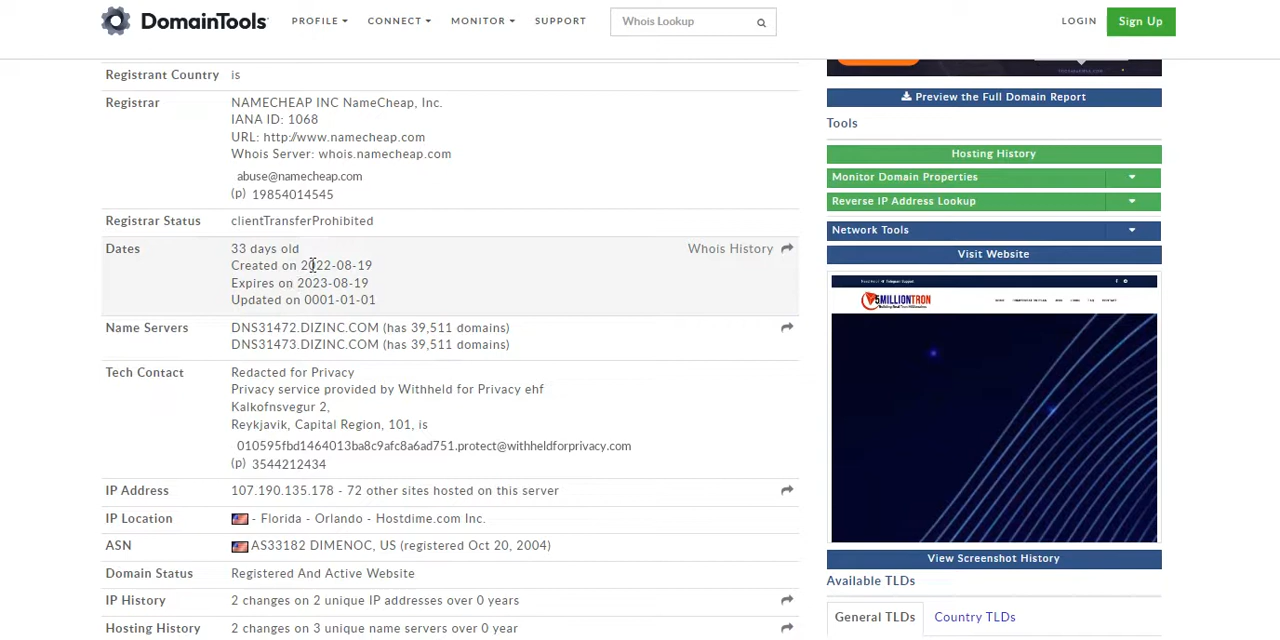 DomainTools
PROFILE CONNECT MONITOR SUPPORT
Whois Lookup
LOGIN
Sign Up
Registrant Country is
Registrar NAMECHEAP INC NameCheap, Inc.
IANA ID: 1068
URL: http://www.namecheap.com
Whois Server: whois.namecheap.com
abuse@namecheap.com
(p) 19854014545
Registrar Status clientTransferProhibited
Dates 33 days old Whois History
Created on 2022-08-19
Expires on 2023-08-19
Updated on 0001-01-01
Name Servers DNS31472.DIZINC.COM (has 39,511 domains)
DNS31473.DIZINC.COM (has 39,511 domains)
Tech Contact Redacted for Privacy
Privacy service provided by Withheld for Privacy ehf
Kalkofnsvegur 2,
Reykjavik, Capital Region, 101, is
010595fbd1464013ba8c9afc8a6ad751.protect@withheldforprivacy.com
(p) 3544212434
IP Address 107.190.135.178 - 72 other sites hosted on this server
IP Location - Florida - Orlando - Hostdime.com Inc.
ASN AS33182 DIMENOC, US (registered Oct 20, 2004)
Domain Status Registered And Active Website
IP History 2 changes on 2 unique IP addresses over 0 years
Hosting History 2 changes on 3 unique name servers over 0 year
Preview the Full Domain Report
Tools
Hosting History
Monitor Domain Properties
Reverse IP Address Lookup
Network Tools
Visit Website
5MILLIONTRON
View Screenshot History
Available TLDs
General TLDs Country TLDs